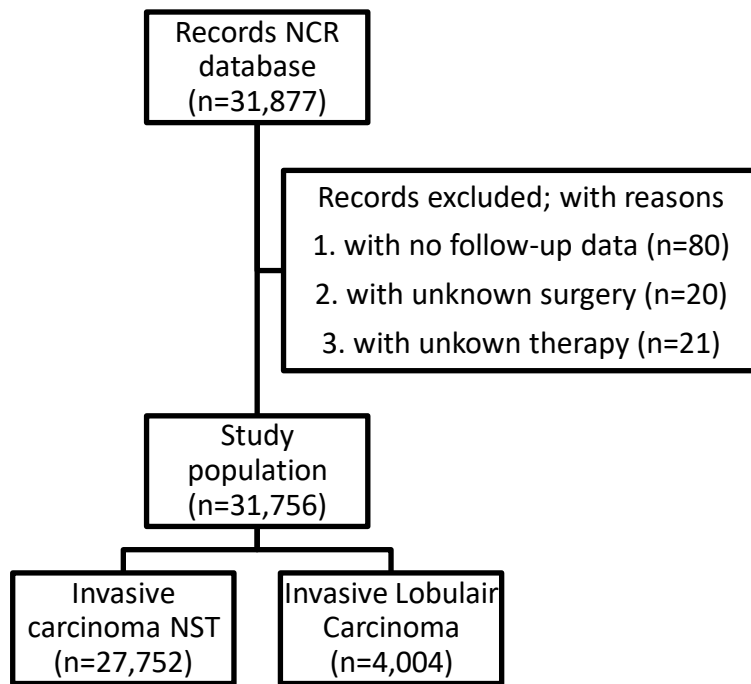 Records NCR
database
(n=31,877)
Records excluded; with reasons
1. with no follow-up data (n=80)
2. with unknown surgery (n=20)
3. with unkown therapy (n=21)
Study
population
(n=31,756)
Invasive
carcinoma NST
(n=27,752)
Invasive Lobulair
Carcinoma
(n=4,004)